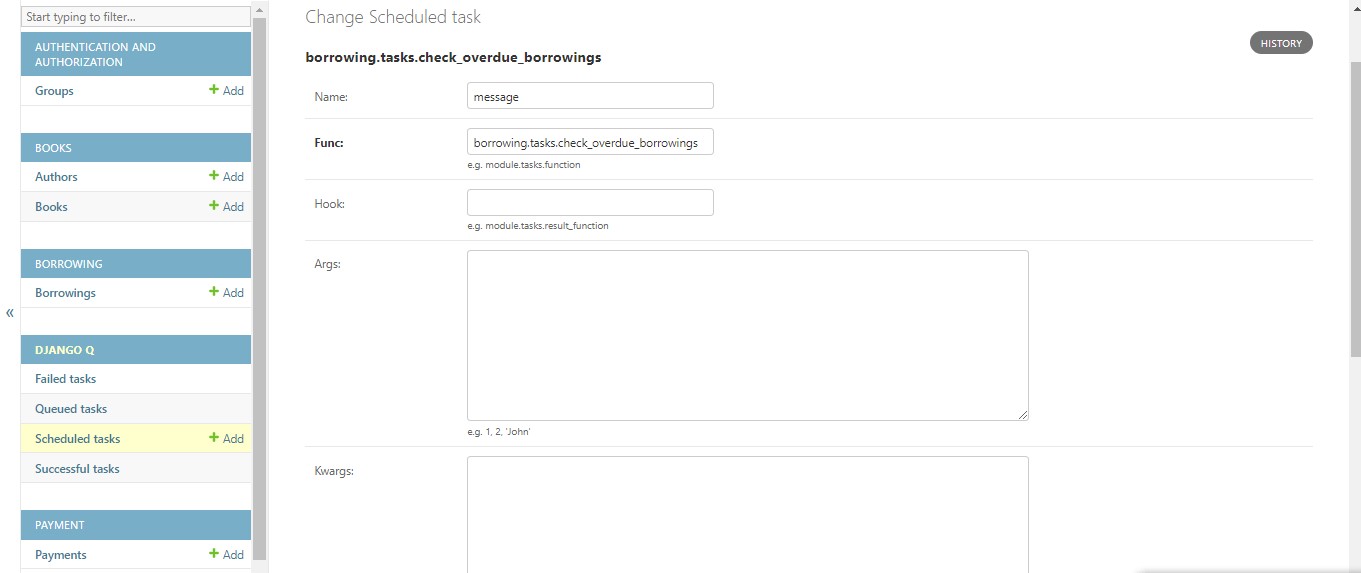 Start typing to filter...
AUTHENTICATION AND
AUTHORIZATION
Groups
+ Add
BOOKS
Authors
+ Add
Books
+ Add
BORROWING
Borrowings
+ Add
«
DJANGO Q
Failed tasks
Queued tasks
Scheduled tasks
+ Add
Successful tasks
PAYMENT
Payments
+ Add
Change Scheduled task
HISTORY
borrowing.tasks.check_overdue_borrowings
Name:
message
Func:
borrowing.tasks.check_overdue_borrowings
e.g. module.tasks.function
Hook:
e.g. module.tasks.result_function
Args:
e.g. 1, 2, 'John'
Kwargs: